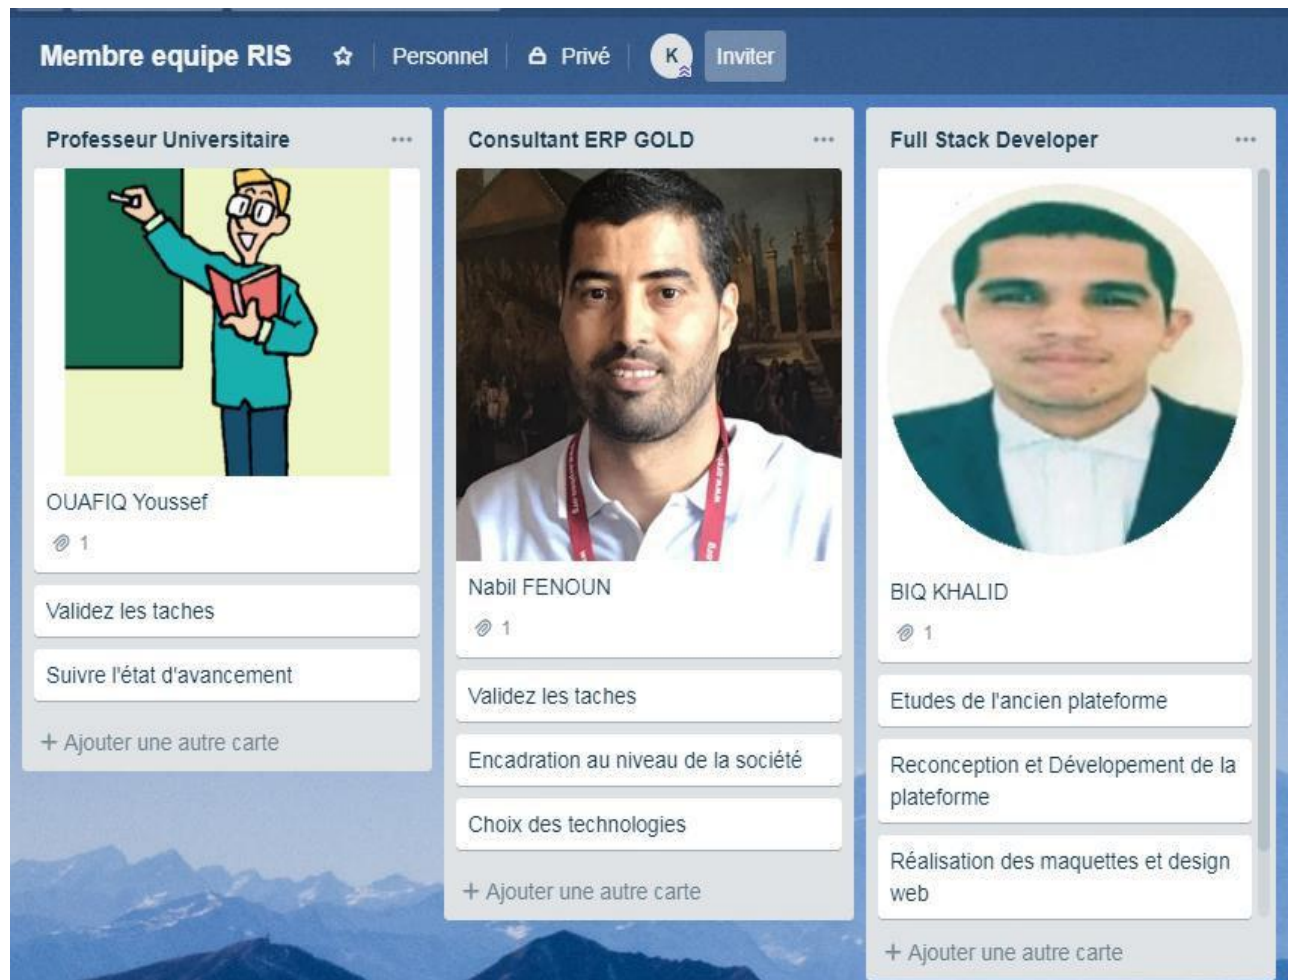 Membre equipe RIS
Personnel
Privé
K
Inviter
Professeur Universitaire
OUAFIQ Youssef
1
Validez les taches
Suivre l'état d'avancement
+ Ajouter une autre carte
Consultant ERP GOLD
Nabil FENOUN
1
Validez les taches
Encadration au niveau de la société
Choix des technologies
+ Ajouter une autre carte
Full Stack Developer
BIQ KHALID
1
Etudes de l'ancien plateforme
Reconception et Dévelopement de la
plateforme
Réalisation des maquettes et design
web
+ Ajouter une autre carte